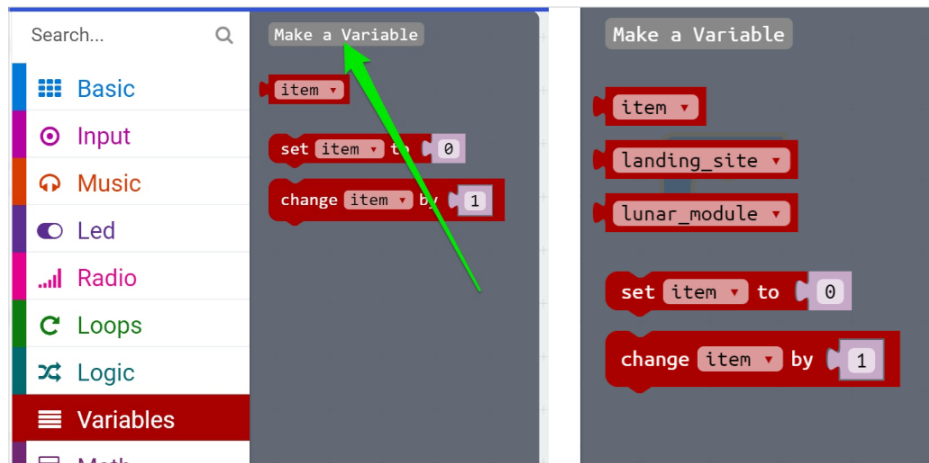 Search...
Basic
Input
Music
Led
Radio
Loops
Logic
Variables
Math
Make a Variable
item
set item to 0
change item by 1
Make a Variable
item
landing_site
lunar_module
set item to 0
change item by 1